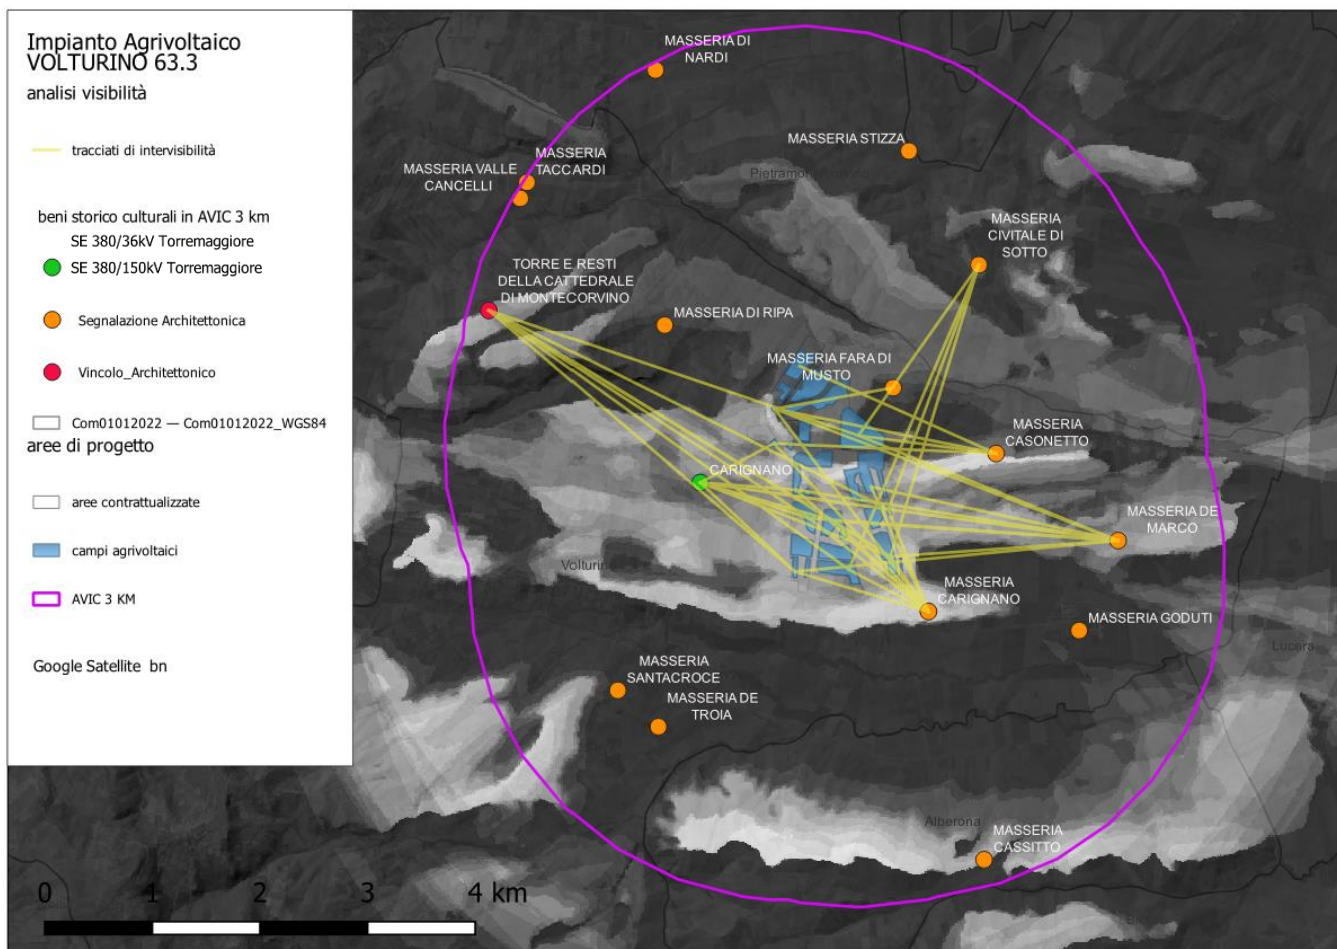 Impianto Agrivoltaico
VOLTURINO 63.3
analisi visibilità
tracciati di intervisibilità
beni storico culturali in AVIC 3 km
SE 380/36kV Torremaggiore
SE 380/150kV Torremaggiore
Segnalazione Architettonica
Vincolo_Architettonico
Com01012022 — Com01012022_WGS84
aree di progetto
aree contrattualizzate
campi agrivoltaici
AVIC 3 KM
Google Satellite bn
MASSERIA DI
NARDI
MASSERIA STIZZA
MASSERIA
TACCARDI
MASSERIA VALLE
CANCELLI
MASSERIA
CIVITALE DI
SOTTO
TORRE E RESTI
DELLA CATTEDRALE
DI MONTECORVINO
MASSERIA DI RIPA
MASSERIA FARA DI
MUSTO
MASSERIA
CASONETTO
CARIGNANO
MASSERIA DE
MARCO
Volturino
MASSERIA
CARIGNANO
MASSERIA GODUTI
Lucera
MASSERIA
SANTACROCE
MASSERIA DE
TROIA
Alberona
MASSERIA
CASSITTO
0 1 2 3 4 km